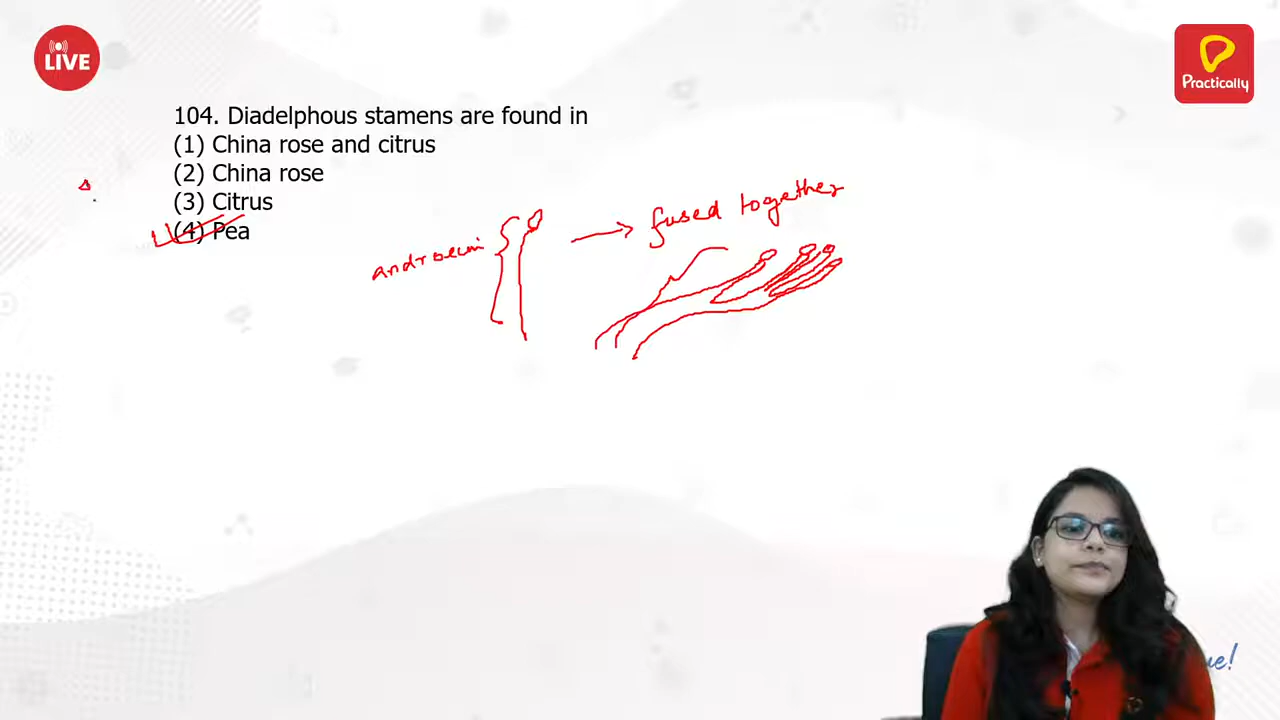 LIVE
Practically
104. Diadelphous stamens are found in
(1) China rose and citrus
(2) China rose
(3) Citrus
(4) Pea
fused together
ue!